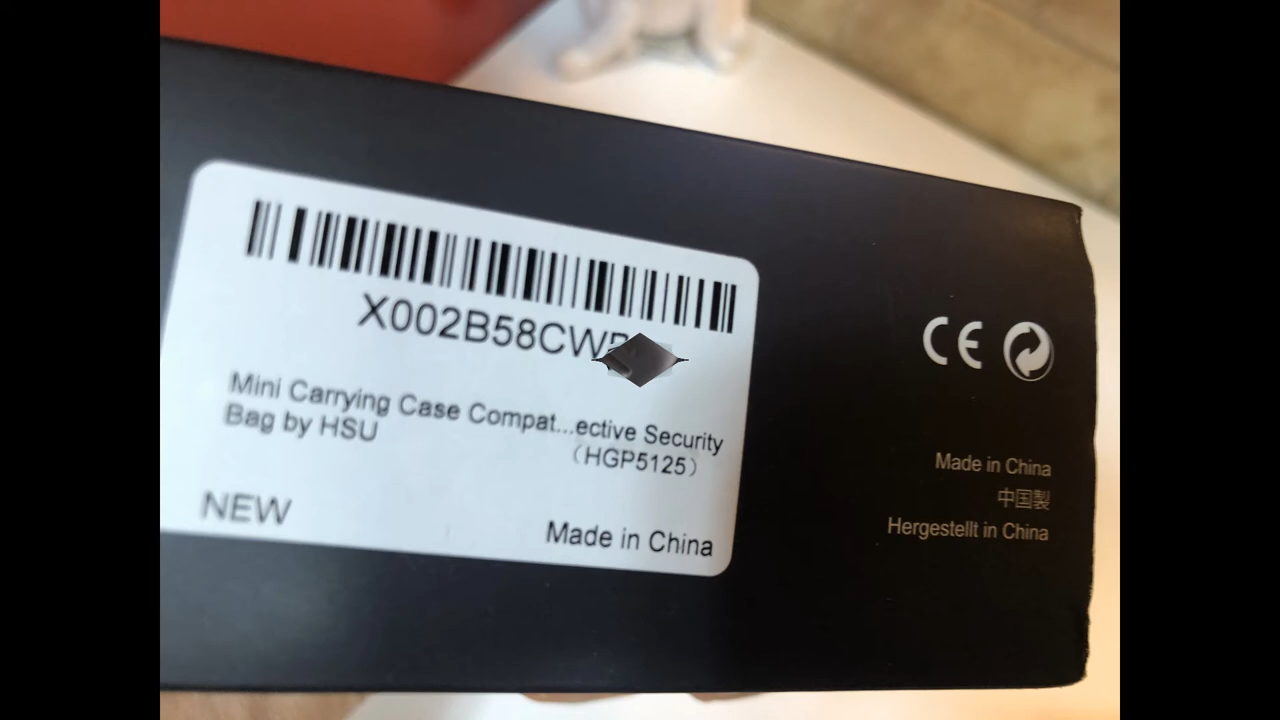 Mini Carrying Case Compat...ective Security
Bag by HSU
（HGP5125）
NEW
Made in China
CE
Made in China
中国製
Hergestellt in China